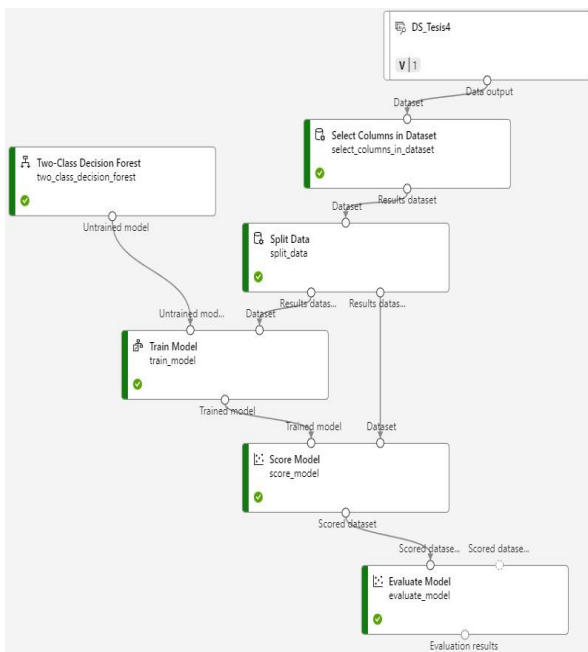 DS_Tesis4
V | 1
Data output
Dataset
Select Columns in Dataset
select_columns_in_dataset
Results dataset
Two-Class Decision Forest
two_class_decision_forest
Untrained model
Dataset
Split Data
split_data
Results datas...
Results datas...
Untrained mod...
Dataset
Train Model
train_model
Trained model
Trained model
Dataset
Score Model
score_model
Scored dataset
Scored datase...
Scored datase...
Evaluate Model
evaluate_model
Evaluation results